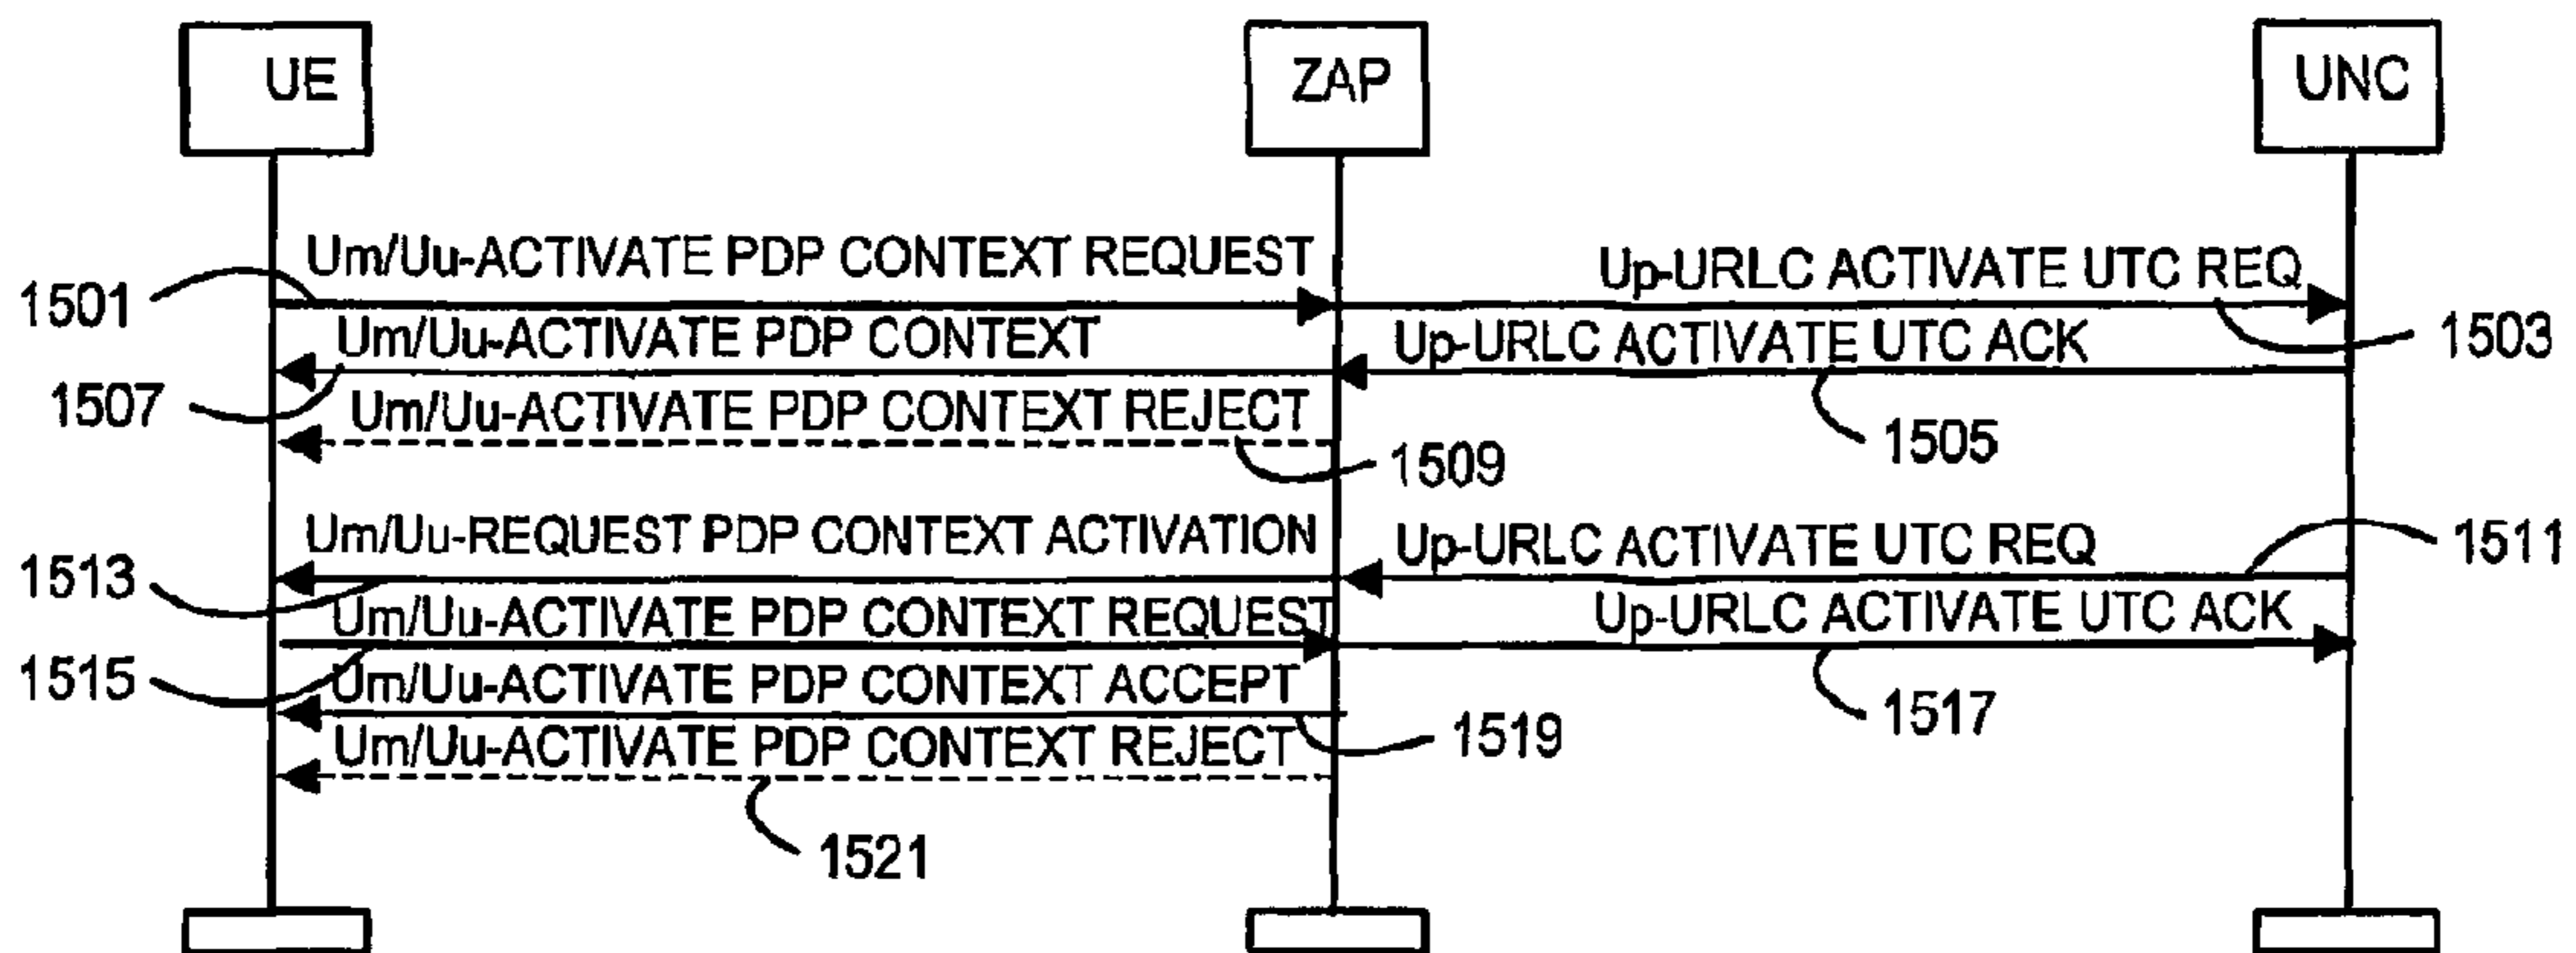 UE
ZAP
UNC
Um/Uu-ACTIVATE PDP CONTEXT REQUEST
Up-URLC ACTIVATE UTC REQ
1501
1503
Um/Uu-ACTIVATE PDP CONTEXT
Up-URLC ACTIVATE UTC ACK
1507
1505
Um/Uu-ACTIVATE PDP CONTEXT REJECT
1509
Um/Uu-REQUEST PDP CONTEXT ACTIVATION
Up-URLC ACTIVATE UTC REQ
1511
1513
Um/Uu-ACTIVATE PDP CONTEXT REQUEST
Up-URLC ACTIVATE UTC ACK
1515
1517
Um/Uu-ACTIVATE PDP CONTEXT ACCEPT
1519
Um/Uu-ACTIVATE PDP CONTEXT REJECT
1521